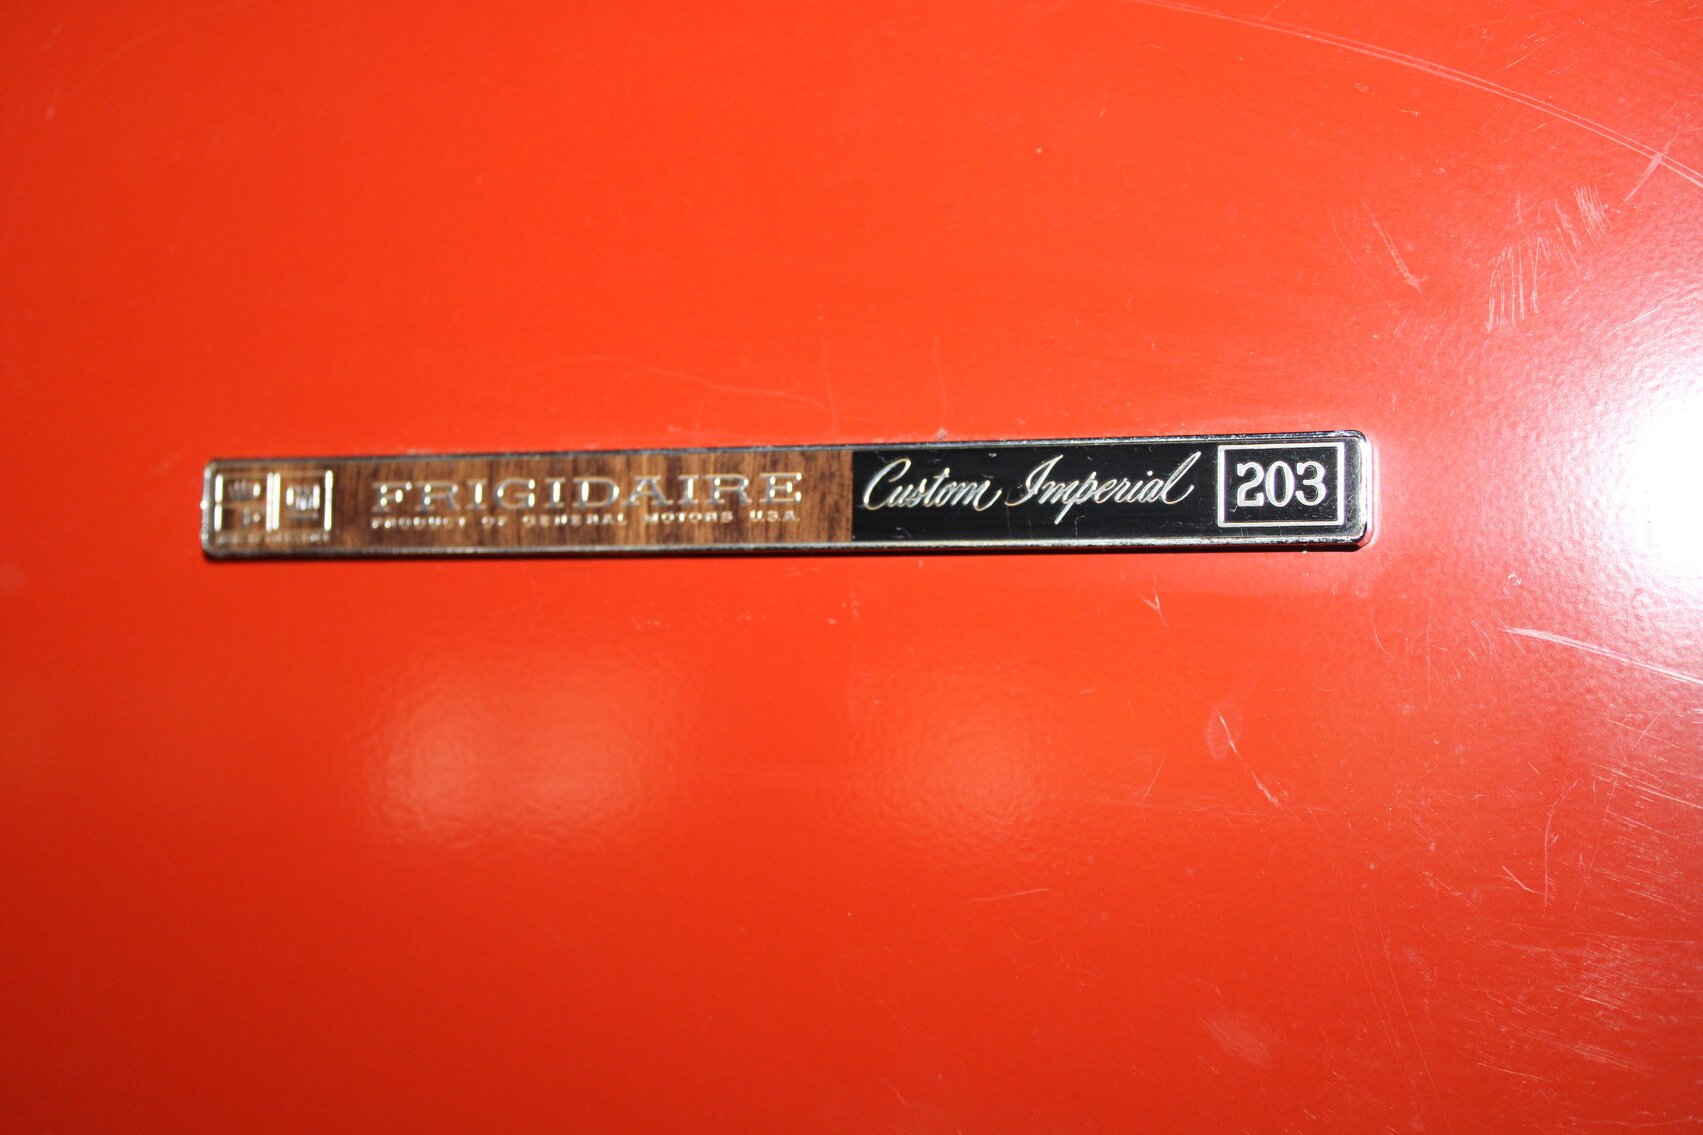 FRIGIDAIRE
PRODUCT OF GENERAL MOTORS U.S.A.
Custom Imperial
203